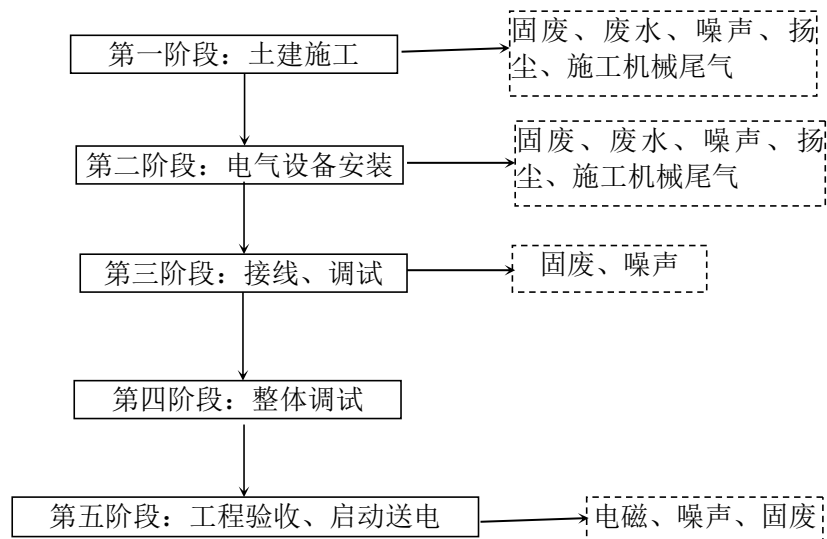 第一阶段：土建施工
固废、废水、噪声、扬
尘、施工机械尾气
第二阶段：电气设备安装
固废、废水、噪声、扬
尘、施工机械尾气
第三阶段：接线、调试
固废、噪声
第四阶段：整体调试
第五阶段：工程验收、启动送电
电磁、噪声、固废